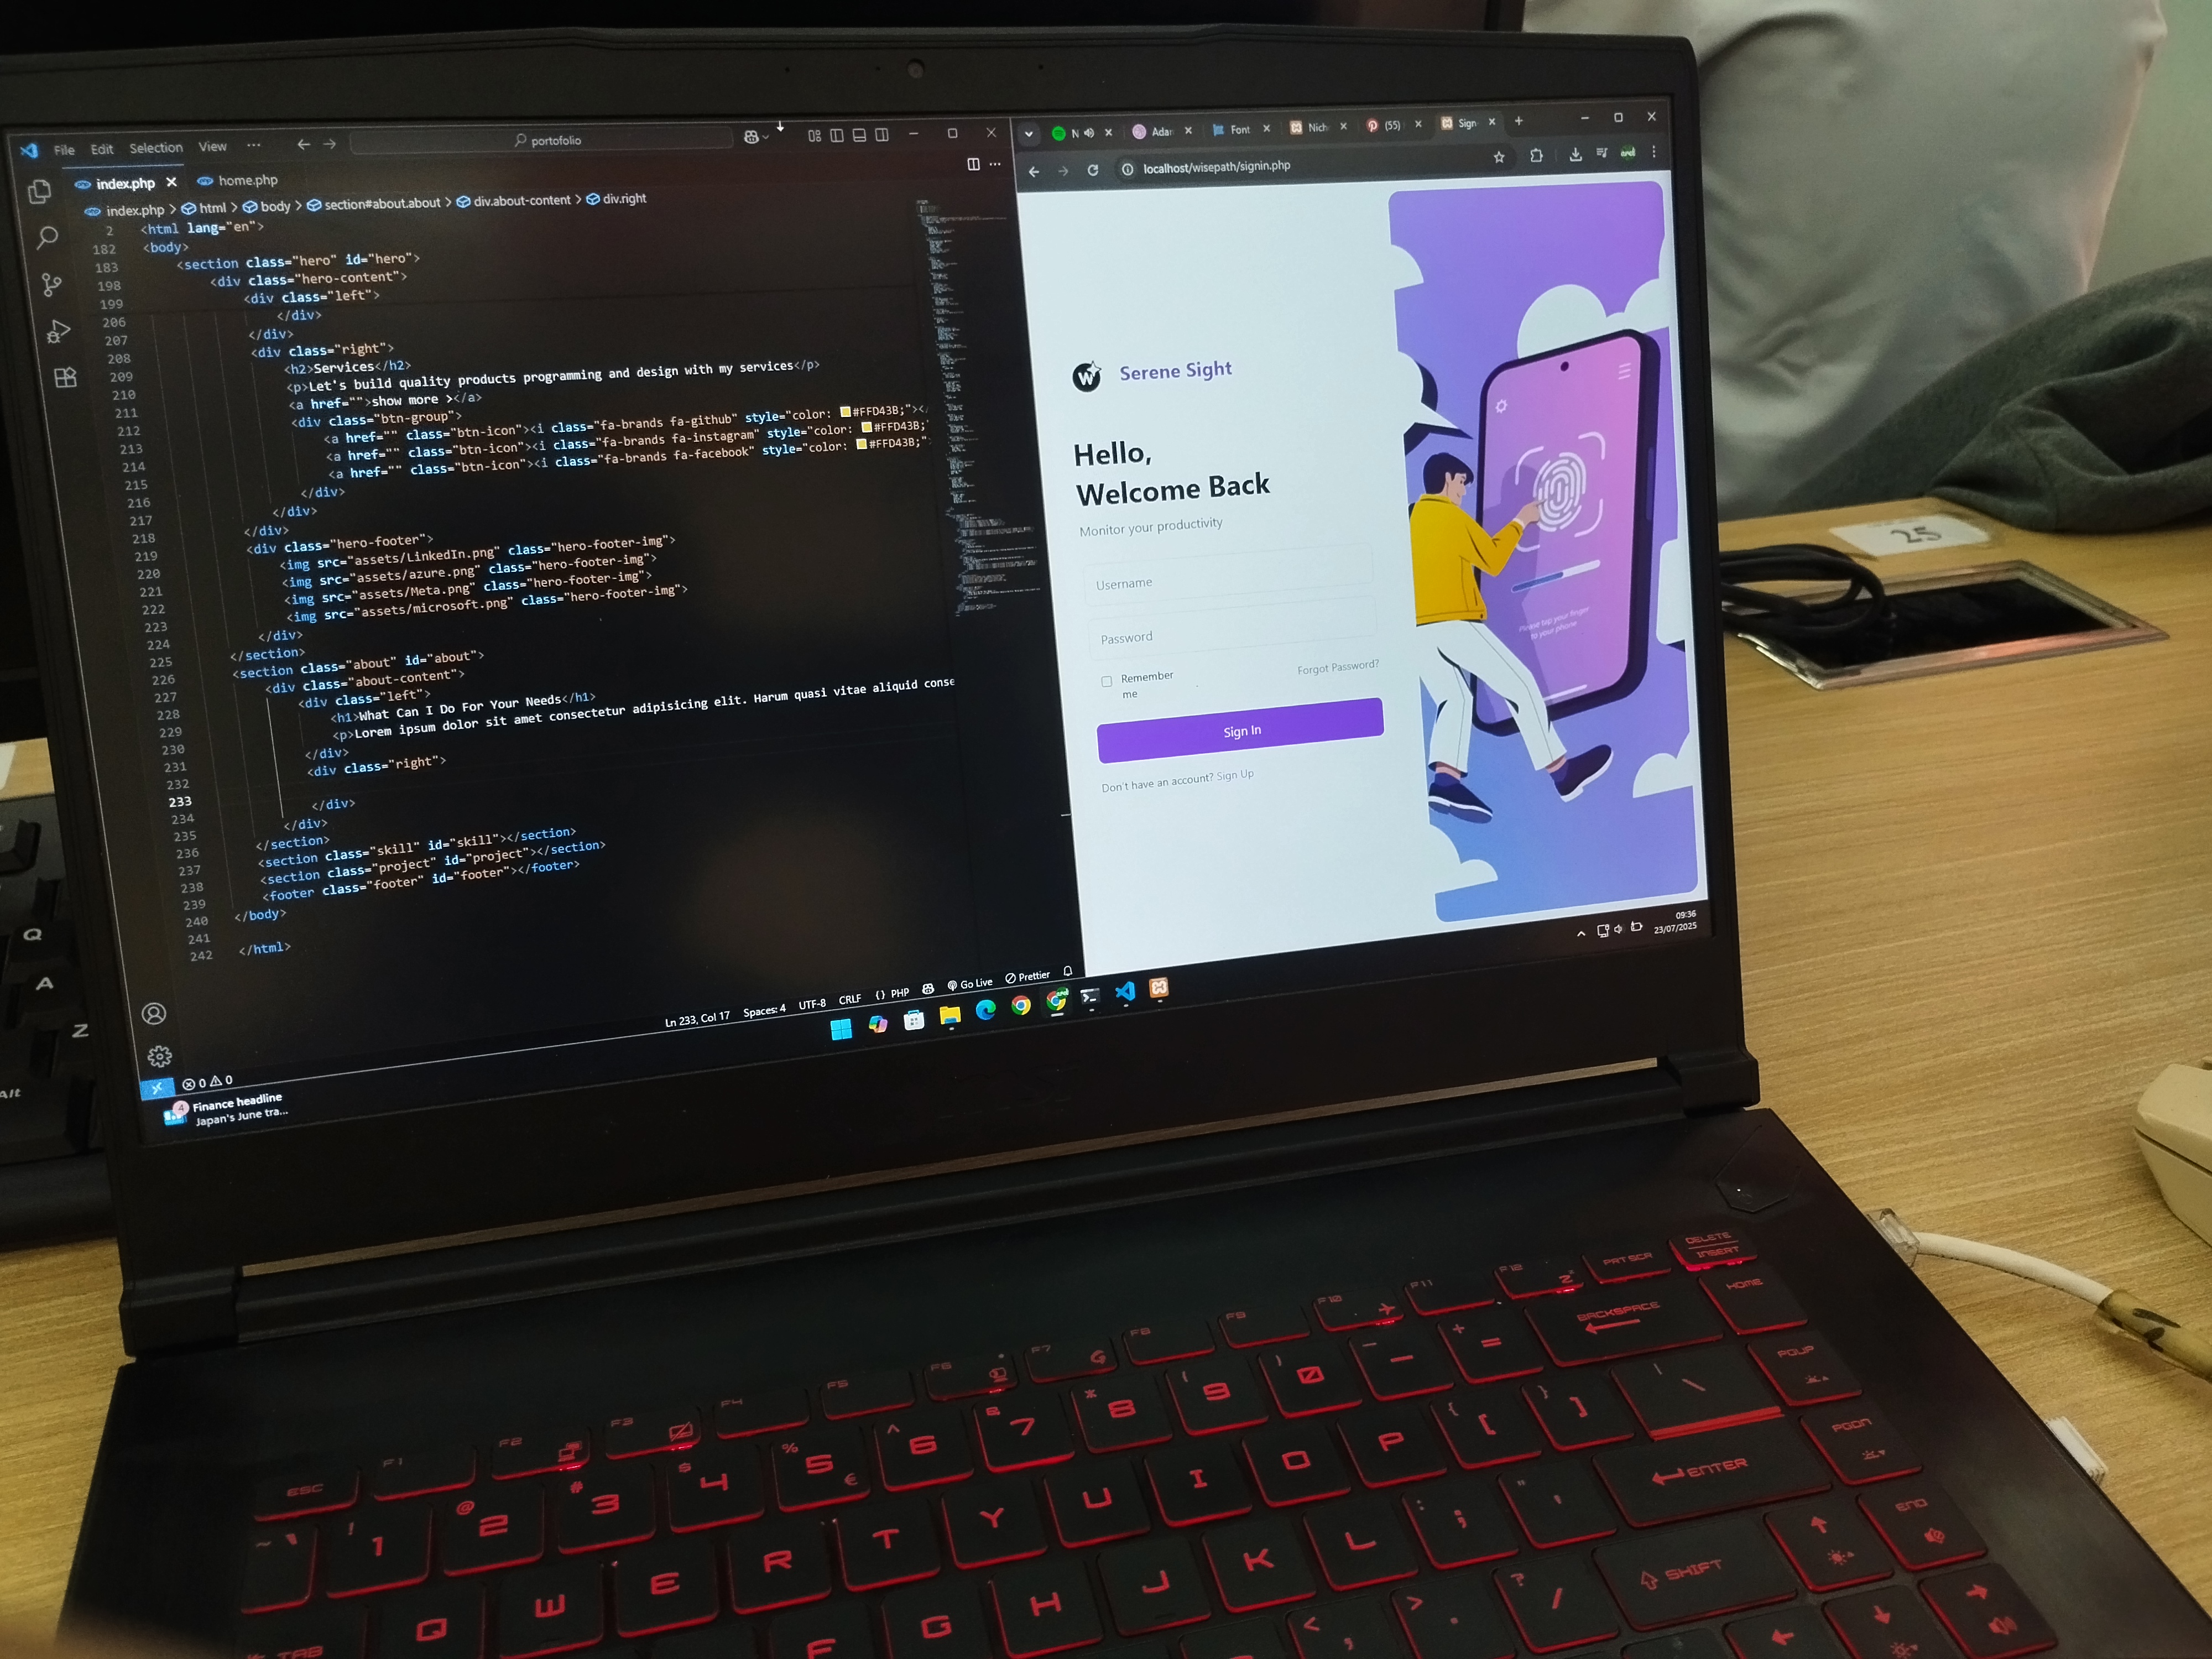 File Edit Selection View ··· portofolio
index.php home.php
index.php > html > body > section#about.about > div.about-content > div.right
2 <html lang="en">
182 <body>
183 <section class="hero" id="hero">
198 <div class="hero-content">
199 <div class="left">
206 </div>
207 </div>
208 <div class="right">
209 <h2>Services</h2>
210 <p>Let's build quality products programming and design with my services</p>
211 <a href="">show more ></a>
212 <div class="btn-group">
213 <a href="" class="btn-icon"><i class="fa-brands fa-github" style="color: #FFD43B;"></
214 <a href="" class="btn-icon"><i class="fa-brands fa-instagram" style="color: #FFD43B;"
215 <a href="" class="btn-icon"><i class="fa-brands fa-facebook" style="color: #FFD43B;"
216 </div>
217 </div>
218 </div>
219 <div class="hero-footer">
220 <img src="assets/LinkedIn.png" class="hero-footer-img">
221 <img src="assets/azure.png" class="hero-footer-img">
222 <img src="assets/Meta.png" class="hero-footer-img">
223 <img src="assets/microsoft.png" class="hero-footer-img">
224 </div>
225 </section>
226 <section class="about" id="about">
227 <div class="about-content">
228 <div class="left">
229 <h1>What Can I Do For Your Needs</h1>
230 <p>Lorem ipsum dolor sit amet consectetur adipisicing elit. Harum quasi vitae aliquid conse
231 </div>
232 <div class="right">
233
234 </div>
235 </div>
236 </section>
237 <section class="skill" id="skill"></section>
238 <section class="project" id="project"></section>
239 <footer class="footer" id="footer"></footer>
240 </body>
241
242 </html>
Ln 233, Col 17 Spaces: 4 UTF-8 CRLF {} PHP Go Live Prettier
0 0
Finance headline
Japan's June tra...
4
N Adar Font Nich (55) Sign
localhost/wisepath/signin.php
W Serene Sight
Hello,
Welcome Back
Monitor your productivity
Username
Password
Remember me
Forgot Password?
Sign In
Don't have an account? Sign Up
Please tap your finger
to your phone
09:36
23/07/2025
25
Q
A
Z
Alt
ESC F1 F2 F3 F4 F5 F6 F7 F8 F9 F10 F11 F12 PRT SCR DELETE INSERT
~ ` ! 1 @ 2 # 3 $ 4 % 5 € ^ 6 & 7 * 8 ( 9 ) 0 _ - + = BACKSPACE HOME
TAB Q W E R T Y U I O P { [ } ] | \ PGUP
F G H J K L : ; " ' ENTER PGDN
< , > . ? / SHIFT END